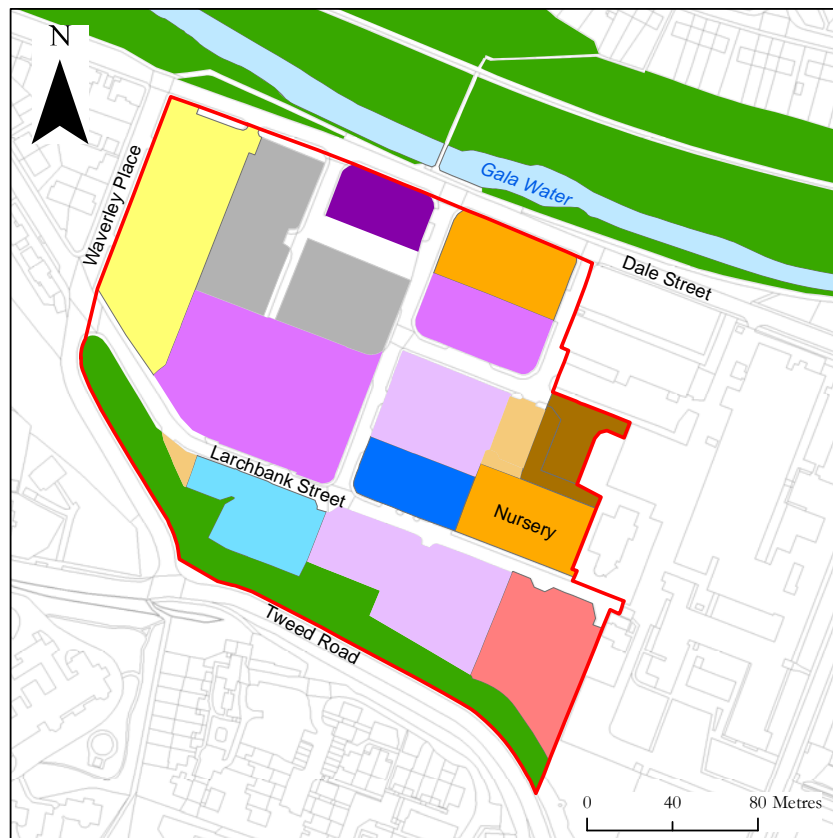 N
Waverley Place
Gala Water
Dale Street
Larchbank Street
Nursery
Tweed Road
0 40 80 Metres